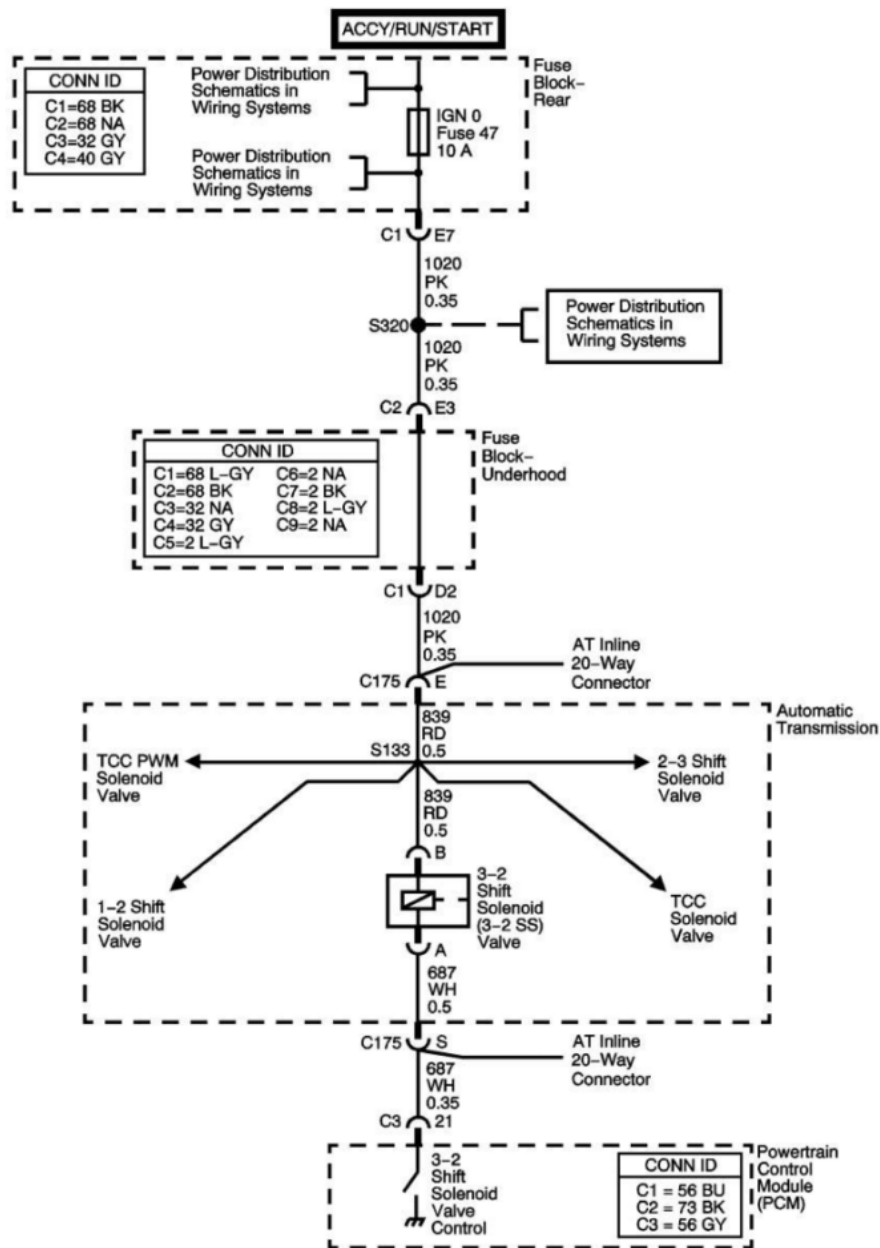 ACCY/RUN/START
Fuse
Block-
Rear
CONN ID
C1=68 BK
C2=68 NA
C3=32 GY
C4=40 GY
Power Distribution
Schematics in
Wiring Systems
IGN 0
Fuse 47
10 A
Power Distribution
Schematics in
Wiring Systems
C1 E7
1020
PK
0.35
S320
Power Distribution
Schematics in
Wiring Systems
1020
PK
0.35
C2 E3
Fuse
Block-
Underhood
CONN ID
C1=68 L-GY C6=2 NA
C2=68 BK C7=2 BK
C3=32 NA C8=2 L-GY
C4=32 GY C9=2 NA
C5=2 L-GY
C1 D2
1020
PK
0.35
AT Inline
20-Way
Connector
C175 E
Automatic
Transmission
839
RD
0.5
S133
TCC PWM
Solenoid
Valve
2-3 Shift
Solenoid
Valve
839
RD
0.5
B
3-2
Shift
Solenoid
(3-2 SS)
Valve
1-2 Shift
Solenoid
Valve
TCC
Solenoid
Valve
A
687
WH
0.5
C175 S
AT Inline
20-Way
Connector
687
WH
0.35
C3 21
Powertrain
Control
Module
(PCM)
3-2
Shift
Solenoid
Valve
Control
CONN ID
C1 = 56 BU
C2 = 73 BK
C3 = 56 GY